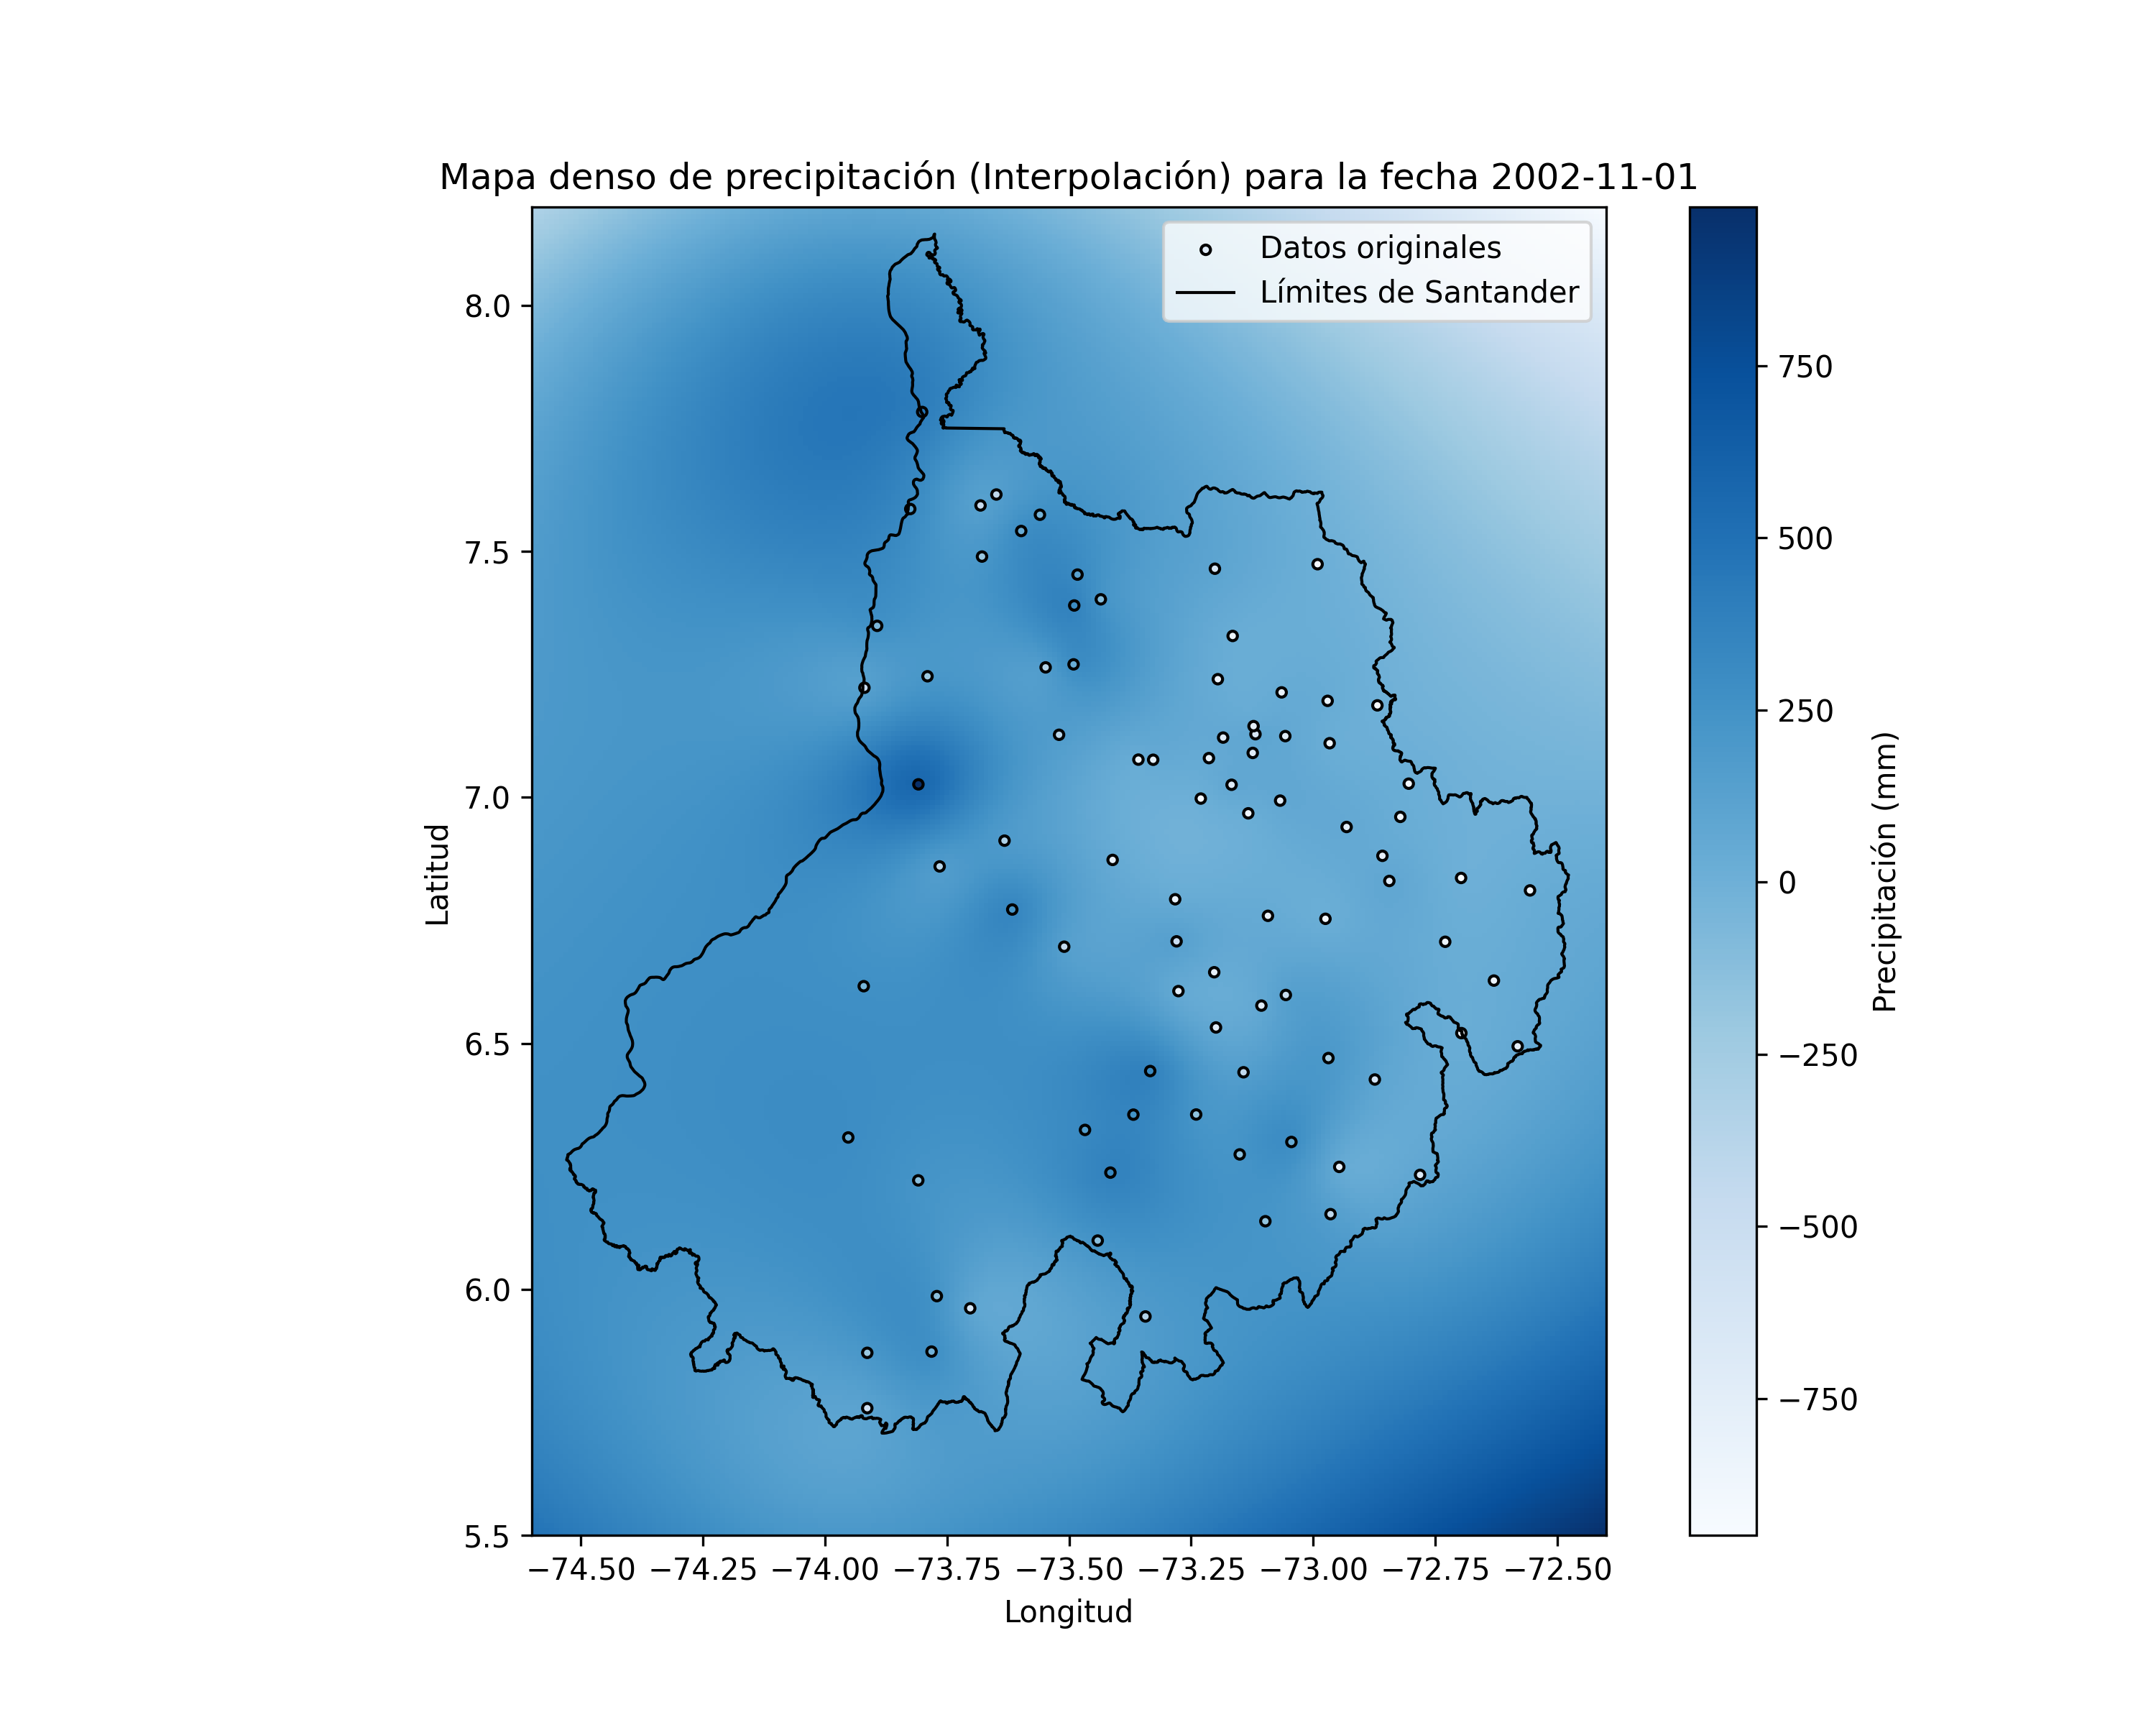 Mapa denso de precipitación (Interpolación) para la fecha 2002-11-01
Datos originales
Límites de Santander
8.0
7.5
7.0
6.5
6.0
5.5
Latitud
−74.50 −74.25 −74.00 −73.75 −73.50 −73.25 −73.00 −72.75 −72.50
Longitud
750
500
250
0
−250
−500
−750
Precipitación (mm)